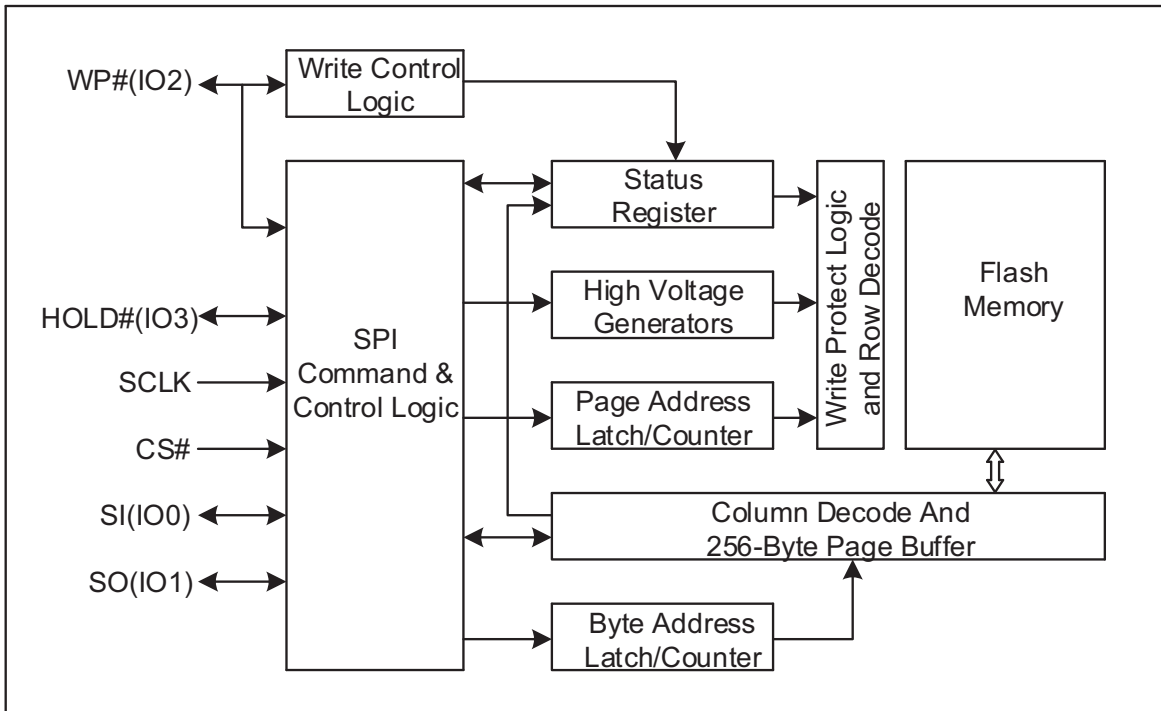 WP#(IO2)
Write Control
Logic
Status
Register
High Voltage
Generators
Page Address
Latch/Counter
Write Protect Logic
and Row Decode
Flash
Memory
HOLD#(IO3)
SCLK
CS#
SI(IO0)
SO(IO1)
SPI
Command &
Control Logic
Column Decode And
256-Byte Page Buffer
Byte Address
Latch/Counter